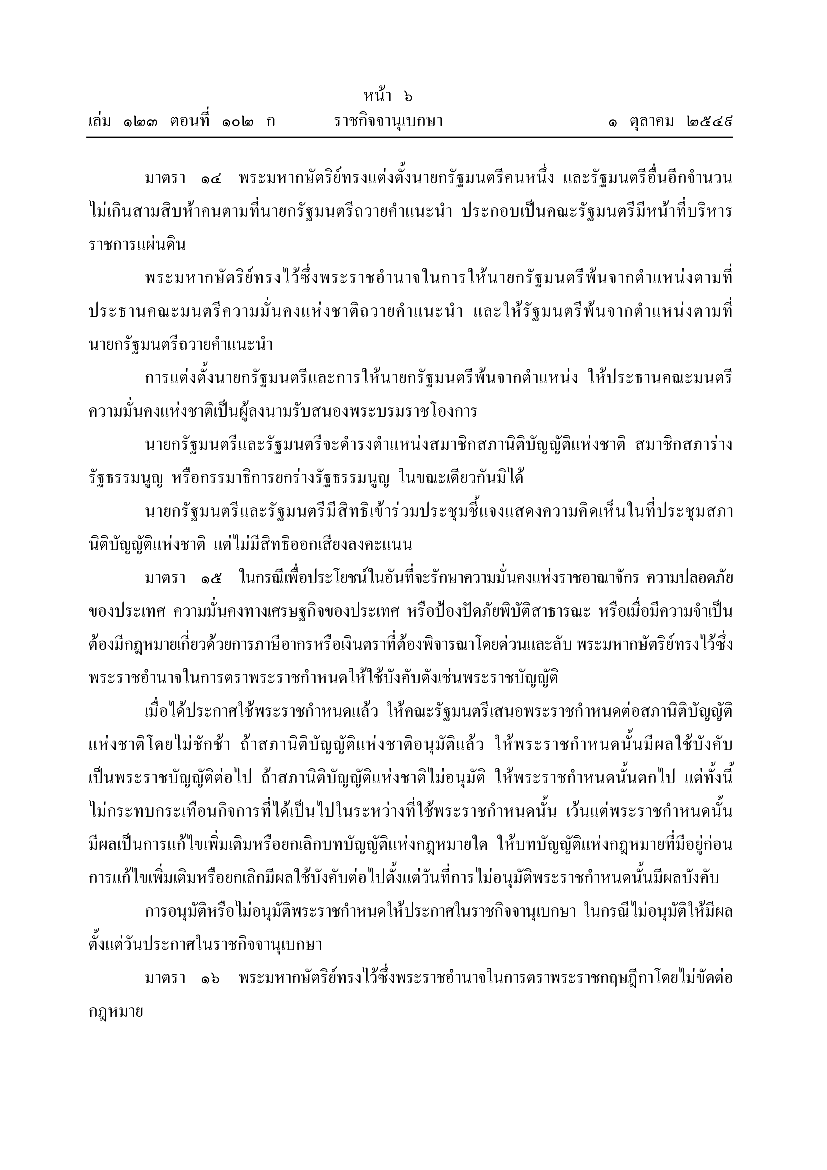 หน้า ๖
เล่ม ๑๒๓ ตอนที่ ๑๐๒ ก ราชกิจจานุเบกษา ๑ ตุลาคม ๒๕๔๙
มาตรา ๑๔ พระมหากษัตริย์ทรงแต่งตั้งนายกรัฐมนตรีคนหนึ่ง และรัฐมนตรีอื่นอีกจำนวน
ไม่เกินสามสิบห้าคนตามที่นายกรัฐมนตรีถวายคำแนะนำ ประกอบเป็นคณะรัฐมนตรีมีหน้าที่บริหาร
ราชการแผ่นดิน
พระมหากษัตริย์ทรงไว้ซึ่งพระราชอำนาจในการให้นายกรัฐมนตรีพ้นจากตำแหน่งตามที่
ประธานคณะมนตรีความมั่นคงแห่งชาติถวายคำแนะนำ และให้รัฐมนตรีพ้นจากตำแหน่งตามที่
นายกรัฐมนตรีถวายคำแนะนำ
การแต่งตั้งนายกรัฐมนตรีและการให้นายกรัฐมนตรีพ้นจากตำแหน่ง ให้ประธานคณะมนตรี
ความมั่นคงแห่งชาติเป็นผู้ลงนามรับสนองพระบรมราชโองการ
นายกรัฐมนตรีและรัฐมนตรีจะดำรงตำแหน่งสมาชิกสภานิติบัญญัติแห่งชาติ สมาชิกสภาร่าง
รัฐธรรมนูญ หรือกรรมาธิการยกร่างรัฐธรรมนูญ ในขณะเดียวกันมิได้
นายกรัฐมนตรีและรัฐมนตรีมีสิทธิเข้าร่วมประชุมชี้แจงแสดงความคิดเห็นในที่ประชุมสภา
นิติบัญญัติแห่งชาติ แต่ไม่มีสิทธิออกเสียงลงคะแนน
มาตรา ๑๕ ในกรณีเพื่อประโยชน์ในอันที่จะรักษาความมั่นคงแห่งราชอาณาจักร ความปลอดภัย
ของประเทศ ความมั่นคงทางเศรษฐกิจของประเทศ หรือป้องปัดภัยพิบัติสาธารณะ หรือเมื่อมีความจำเป็น
ต้องมีกฎหมายเกี่ยวด้วยการภาษีอากรหรือเงินตราที่ต้องพิจารณาโดยด่วนและลับ พระมหากษัตริย์ทรงไว้ซึ่ง
พระราชอำนาจในการตราพระราชกำหนดให้ใช้บังคับดังเช่นพระราชบัญญัติ
เมื่อได้ประกาศใช้พระราชกำหนดแล้ว ให้คณะรัฐมนตรีเสนอพระราชกำหนดต่อสภานิติบัญญัติ
แห่งชาติโดยไม่ชักช้า ถ้าสภานิติบัญญัติแห่งชาติอนุมัติแล้ว ให้พระราชกำหนดนั้นมีผลใช้บังคับ
เป็นพระราชบัญญัติต่อไป ถ้าสภานิติบัญญัติแห่งชาติไม่อนุมัติ ให้พระราชกำหนดนั้นตกไป แต่ทั้งนี้
ไม่กระทบกระเทือนกิจการที่ได้เป็นไปในระหว่างที่ใช้พระราชกำหนดนั้น เว้นแต่พระราชกำหนดนั้น
มีผลเป็นการแก้ไขเพิ่มเติมหรือยกเลิกบทบัญญัติแห่งกฎหมายใด ให้บทบัญญัติแห่งกฎหมายที่มีอยู่ก่อน
การแก้ไขเพิ่มเติมหรือยกเลิกมีผลใช้บังคับต่อไปตั้งแต่วันที่การไม่อนุมัติพระราชกำหนดนั้นมีผลบังคับ
การอนุมัติหรือไม่อนุมัติพระราชกำหนดให้ประกาศในราชกิจจานุเบกษา ในกรณีไม่อนุมัติให้มีผล
ตั้งแต่วันประกาศในราชกิจจานุเบกษา
มาตรา ๑๖ พระมหากษัตริย์ทรงไว้ซึ่งพระราชอำนาจในการตราพระราชกฤษฎีกาโดยไม่ขัดต่อ
กฎหมาย